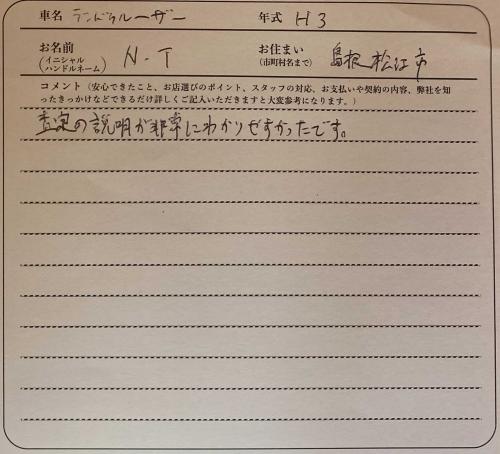 車名 ランドクルーザー 年式 H3
お名前 (イニシャル ハンドルネーム) N・T お住まい (市町村名まで) 島根 松江市
コメント(安心できたこと、お店選びのポイント、スタッフの対応、お支払いや契約の内容、弊社を知
ったきっかけなどできるだけ詳しくご記入いただきますと大変参考になります。)
査定の説明が非常にわかりやすかったです。